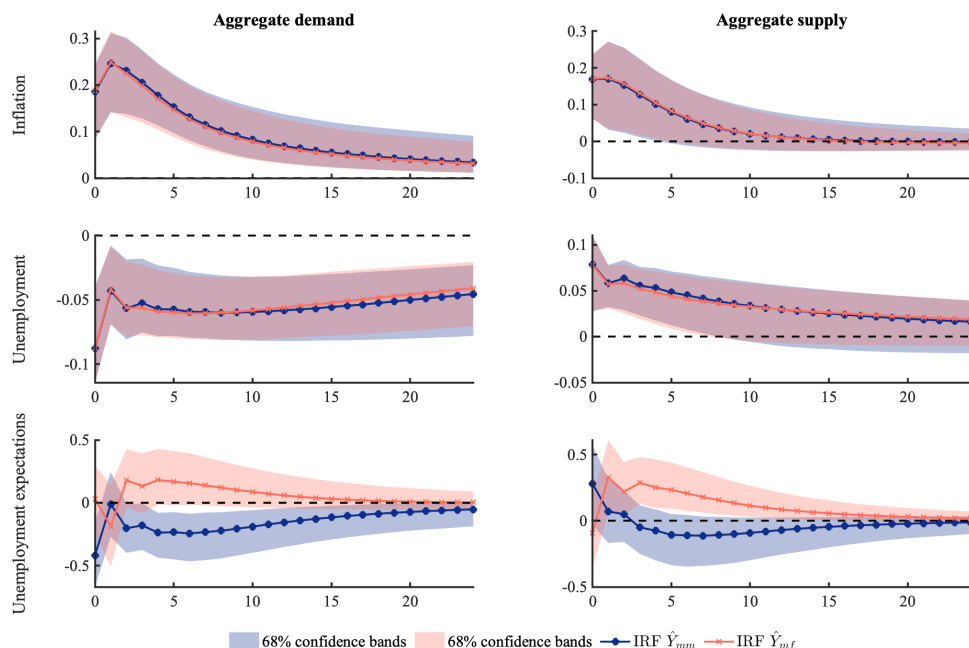 Aggregate demand
Aggregate supply
Inflation
0.3
0.2
0.1
0
0 5 10 15 20
0.3
0.2
0.1
0
-0.1
0 5 10 15 20
Unemployment
0
-0.05
-0.1
0 5 10 15 20
0.1
0.05
0
-0.05
0 5 10 15 20
Unemployment expectations
0.5
0
-0.5
0 5 10 15 20
0.5
0
-0.5
0 5 10 15 20
68% confidence bands 68% confidence bands IRF Ŷ_mm IRF Ŷ_mf